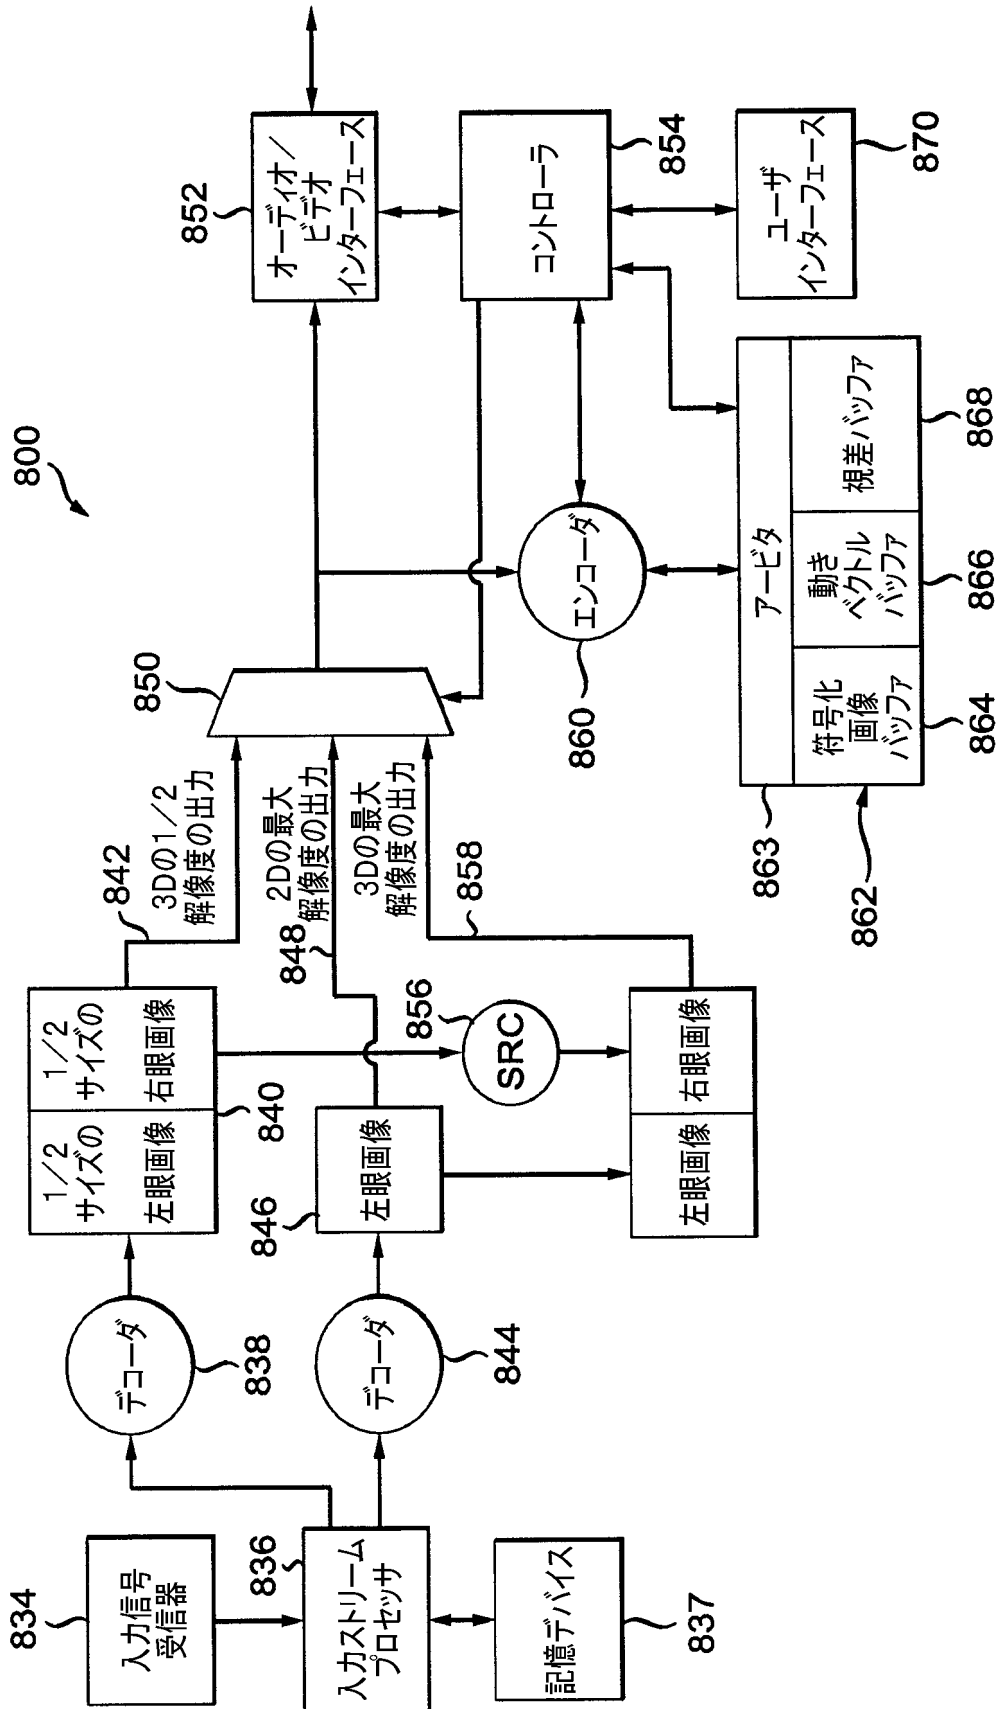 800
834
入力信号
受信器
836
入力ストリーム
プロセッサ
837
記憶デバイス
838
デコーダ
844
デコーダ
1/2
サイズの
左眼画像
1/2
サイズの
右眼画像
840
842
3Dの1/2
解像度の出力
846
左眼画像
848
2Dの最大
解像度の出力
856
SRC
左眼画像
右眼画像
858
3Dの最大
解像度の出力
850
852
オーディオ/
ビデオ
インターフェース
854
コントローラ
860
エンコーダ
870
ユーザ
インターフェース
863
アービタ
862
符号化
画像
バッファ
864
動き
ベクトル
バッファ
866
視差バッファ
868